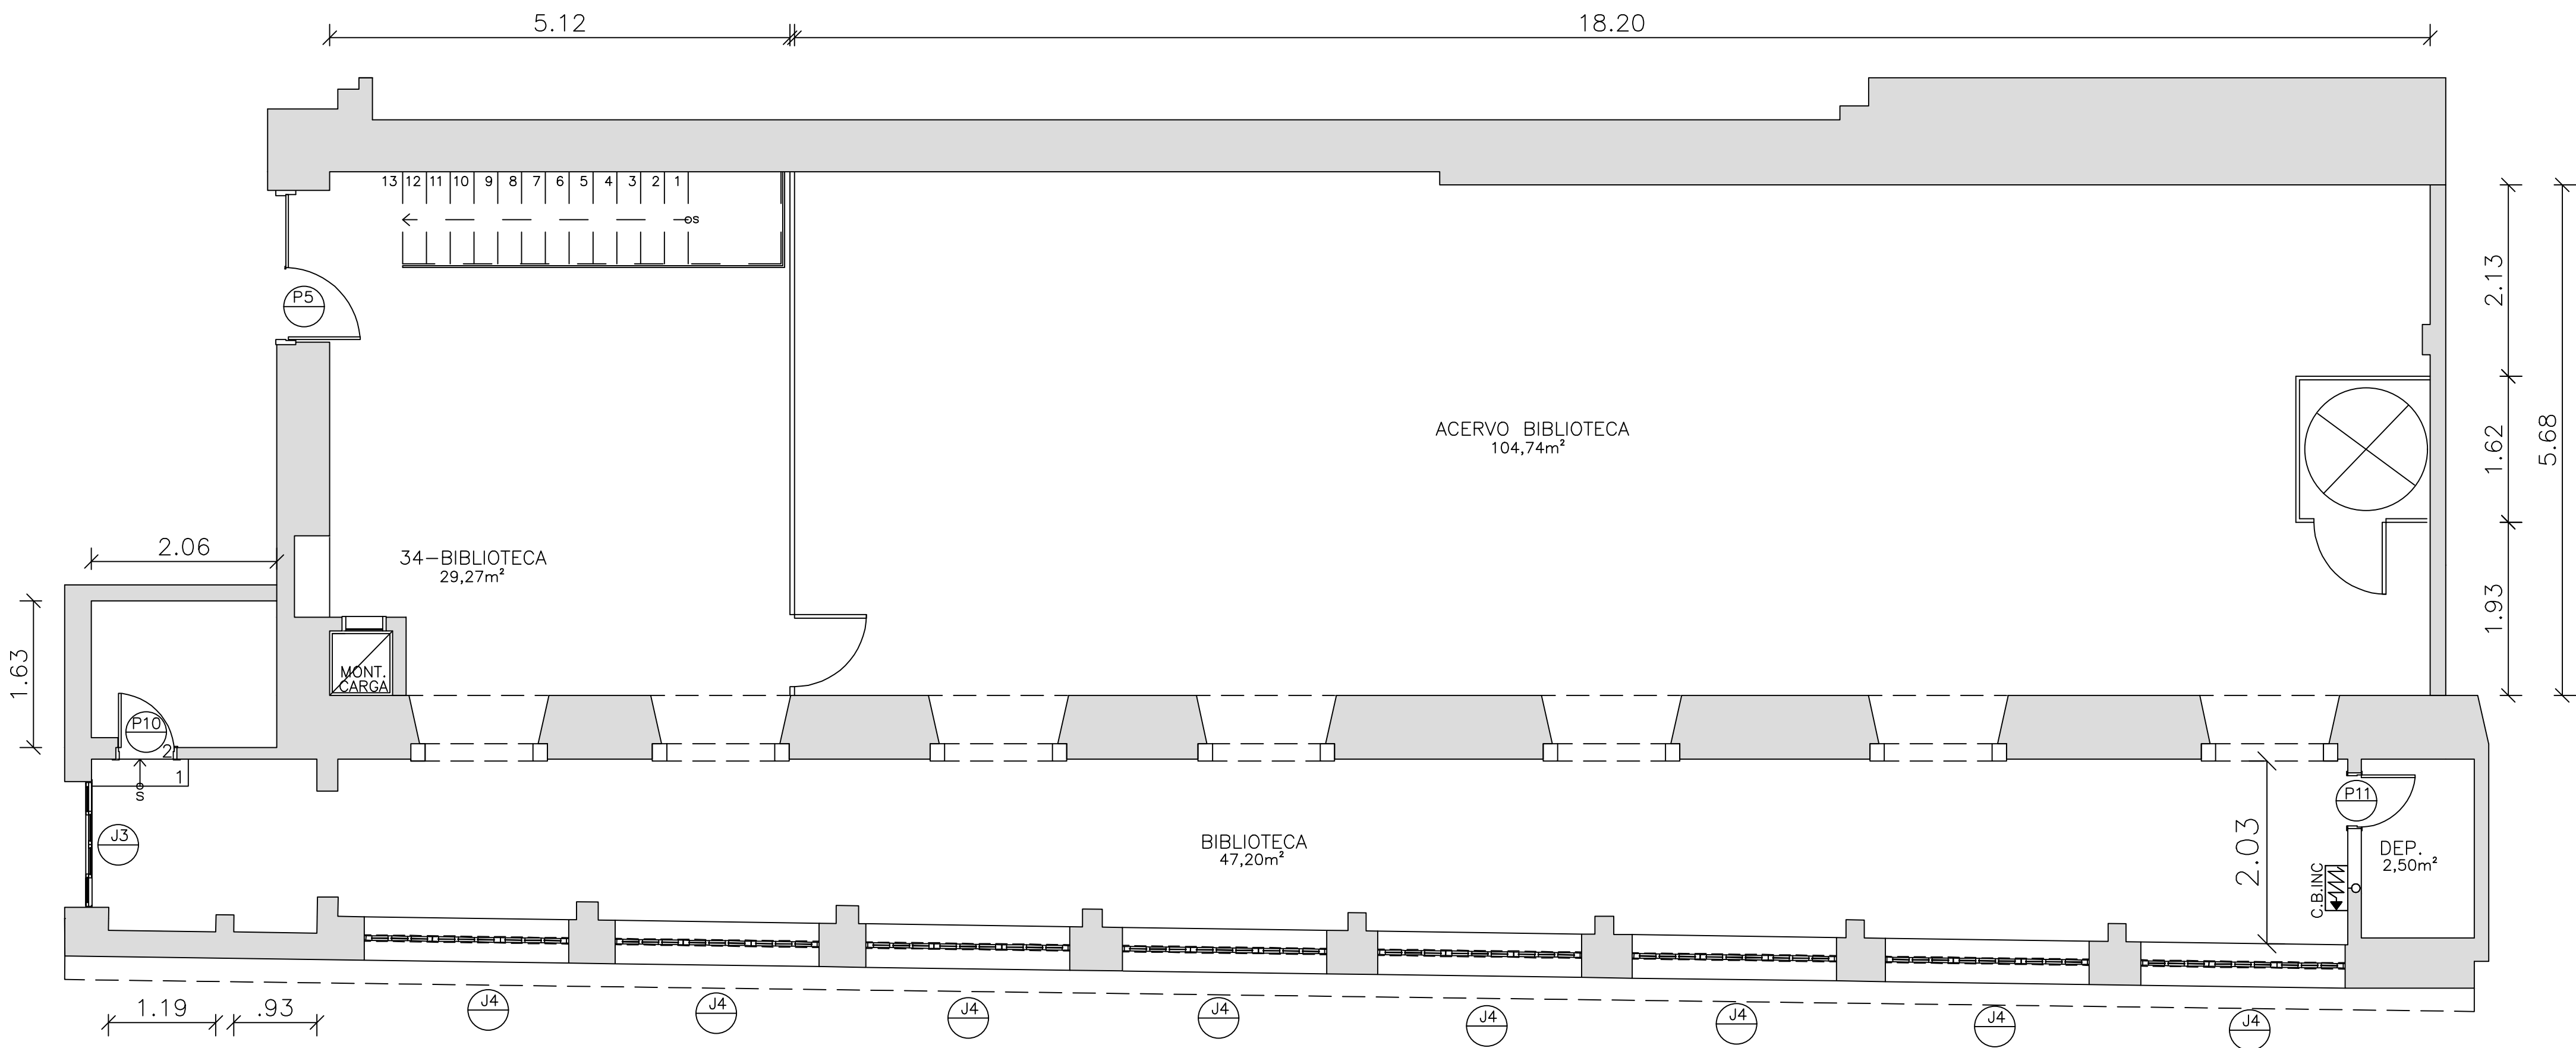 5.12
18.20
13 12 11 10 9 8 7 6 5 4 3 2 1
S
P5
2.13
1.62
5.68
1.93
ACERVO BIBLIOTECA
104,74m²
2.06
34-BIBLIOTECA
29,27m²
1.63
MONT.
CARGA
P10
2
1
S
J3
P11
BIBLIOTECA
47,20m²
2.03
DEP.
2,50m²
C.B.INC
1.19
.93
J4
J4
J4
J4
J4
J4
J4
J4